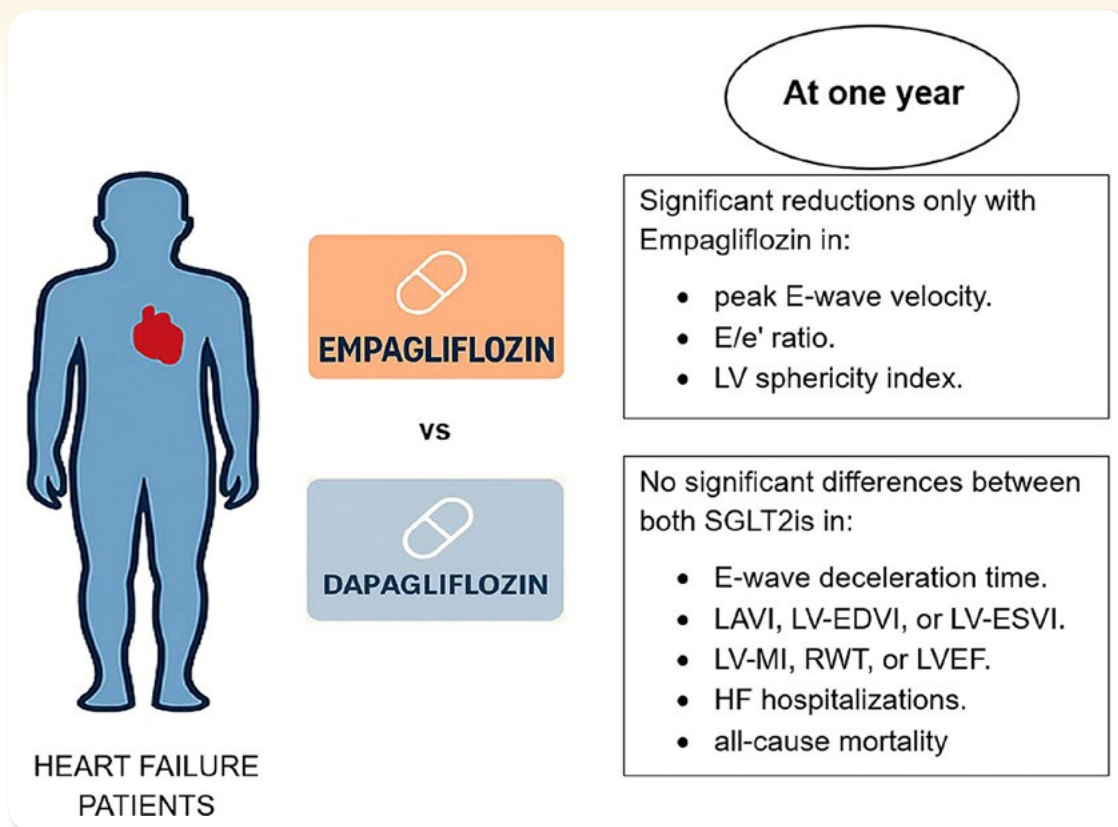 At one year
Significant reductions only with
Empagliflozin in:
• peak E-wave velocity.
• E/e' ratio.
• LV sphericity index.
EMPAGLIFLOZIN
vs
DAPAGLIFLOZIN
No significant differences between
both SGLT2is in:
• E-wave deceleration time.
• LAVI, LV-EDVI, or LV-ESVI.
• LV-MI, RWT, or LVEF.
• HF hospitalizations.
• all-cause mortality
HEART FAILURE
PATIENTS